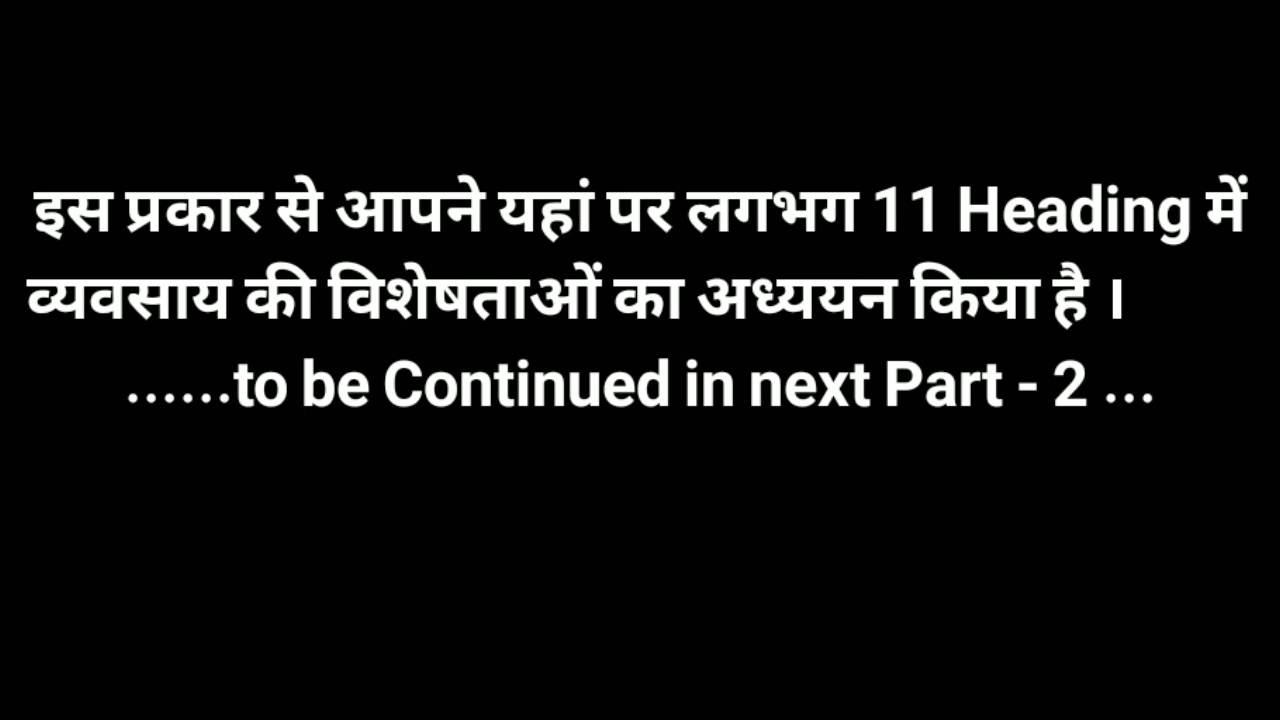 इस प्रकार से आपने यहां पर लगभग 11 Heading में
व्यवसाय की विशेषताओं का अध्ययन किया है ।
......to be Continued in next Part - 2 ...